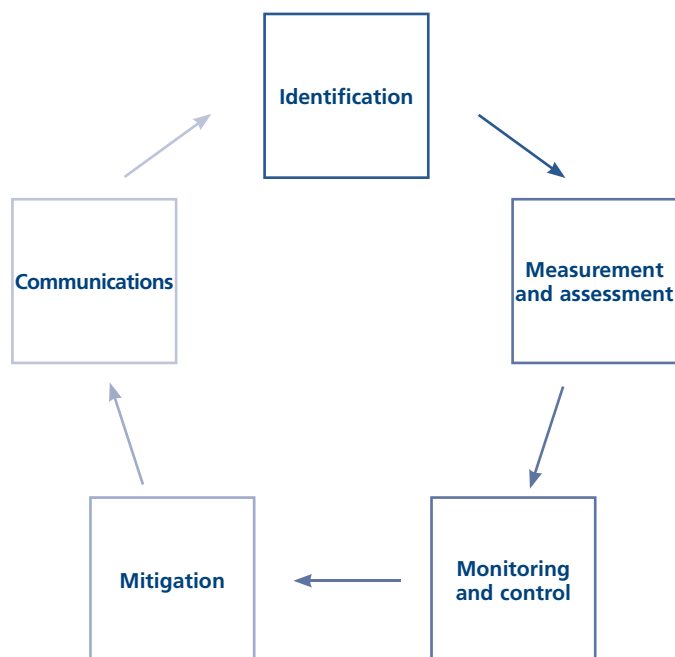 Identification
Measurement
and assessment
Monitoring
and control
Mitigation
Communications